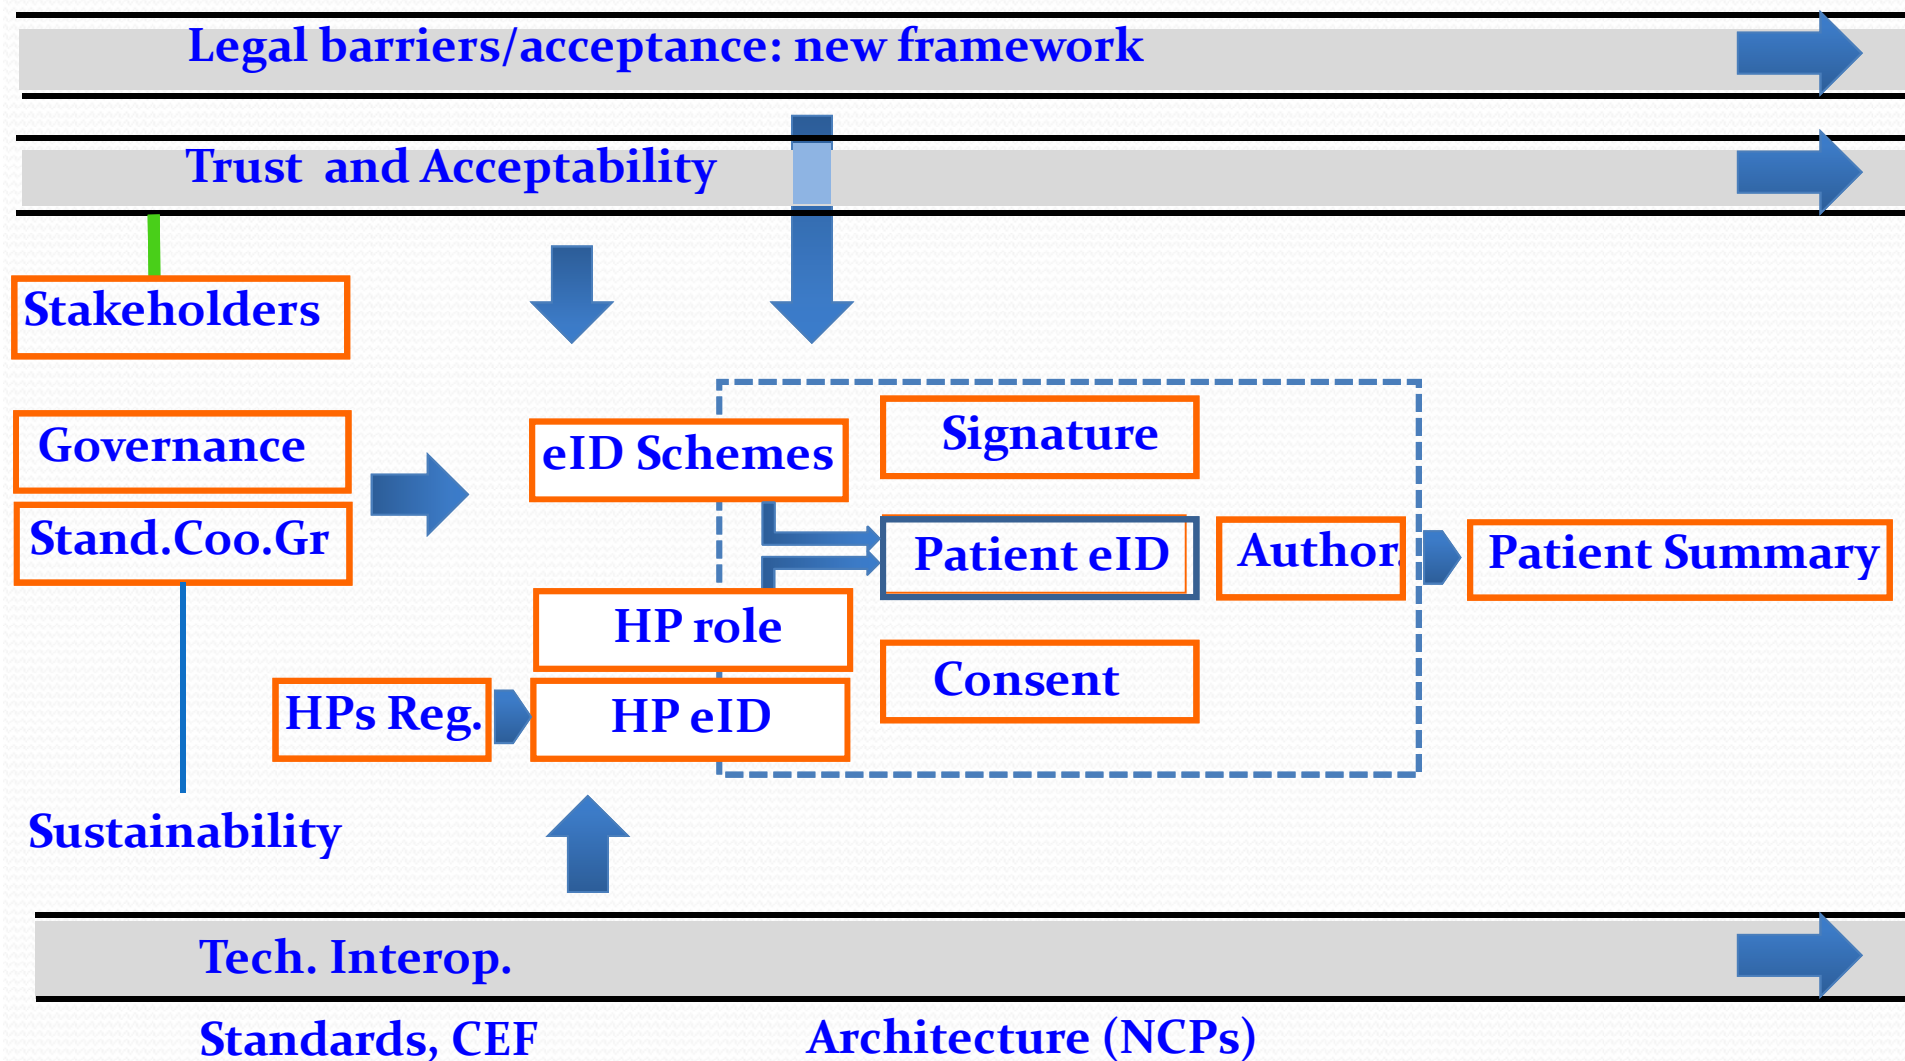 Legal barriers/acceptance: new framework
Trust and Acceptability
Stakeholders
Governance
Stand.Coo.Gr
eID Schemes
Signature
Patient eID
Author.
Patient Summary
HP role
Consent
HPs Reg.
HP eID
Sustainability
Tech. Interop.
Standards, CEF
Architecture (NCPs)